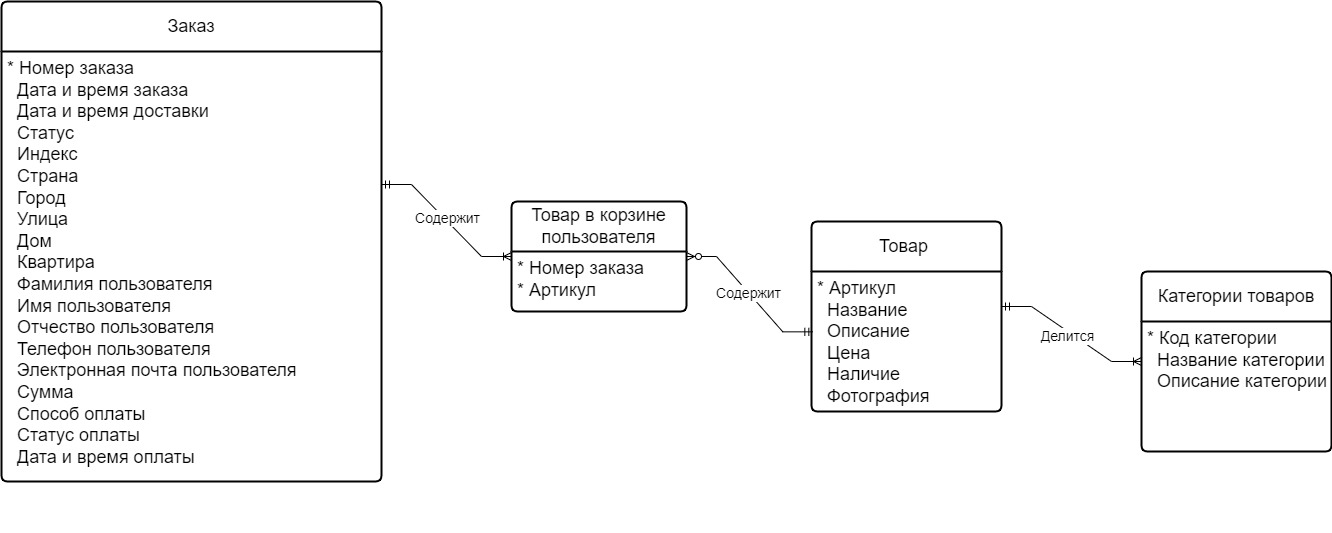 Заказ
* Номер заказа
Дата и время заказа
Дата и время доставки
Статус
Индекс
Страна
Город
Улица
Дом
Квартира
Фамилия пользователя
Имя пользователя
Отчество пользователя
Телефон пользователя
Электронная почта пользователя
Сумма
Способ оплаты
Статус оплаты
Дата и время оплаты
Содержит
Товар в корзине
пользователя
* Номер заказа
* Артикул
Содержит
Товар
* Артикул
Название
Описание
Цена
Наличие
Фотография
Делится
Категории товаров
* Код категории
Название категории
Описание категории